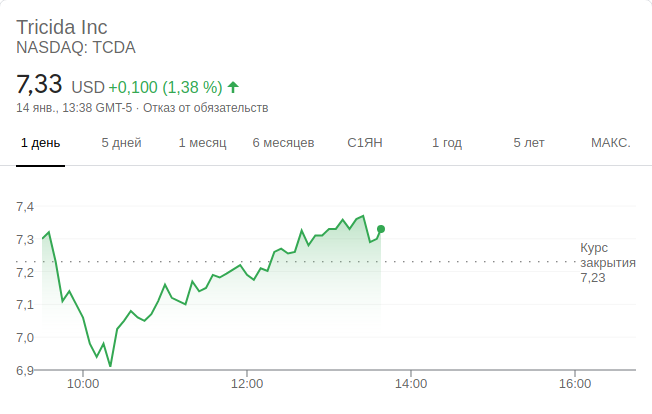 Tricida Inc
NASDAQ: TCDA
7,33 USD +0,100 (1,38 %)
14 янв., 13:38 GMT-5 · Отказ от обязательств
1 день 5 дней 1 месяц 6 месяцев С1ЯН 1 год 5 лет МАКС.
7,4
7,3
7,2
7,1
7,0
6,9
Курс
закрытия
7,23
10:00 12:00 14:00 16:00